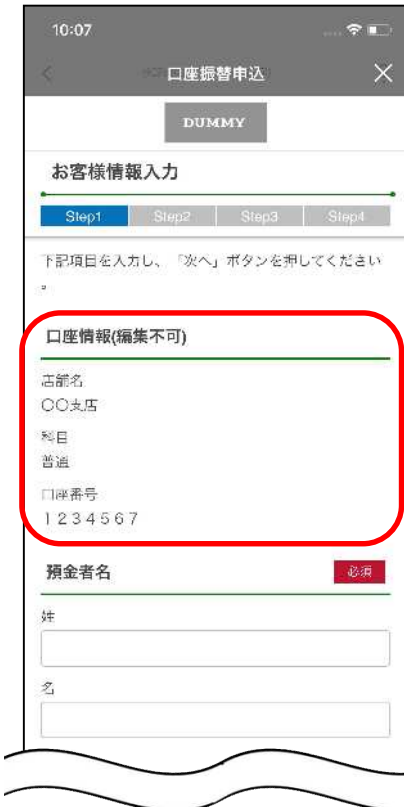 10:07
口座振替申込
DUMMY
お客様情報入力
Step1 Step2 Step3 Step4
下記項目を入力し、「次へ」ボタンを押してください
。
口座情報(編集不可)
店舗名
〇〇支店
科目
普通
口座番号
１２３４５６７
預金者名 必須
姓
名